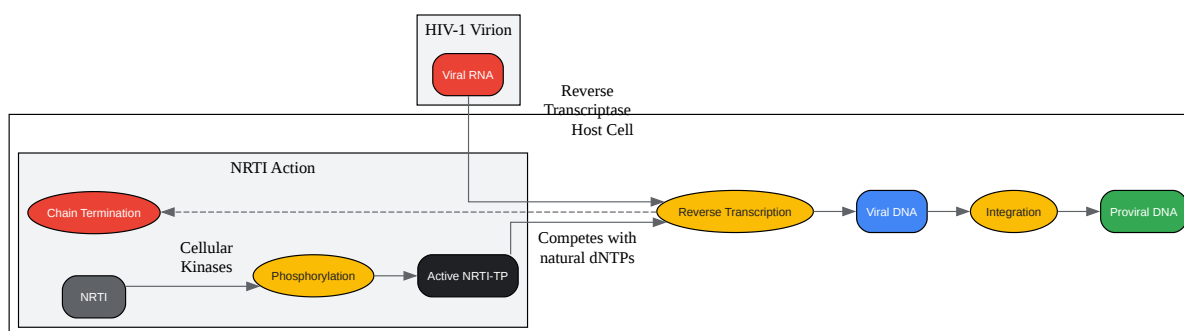 HIV-1 Virion
Viral RNA
Reverse
Transcriptase
Host Cell
NRTI Action
Chain Termination
Reverse Transcription
Viral DNA
Integration
Proviral DNA
Cellular
Kinases
Competes with
natural dNTPs
Phosphorylation
Active NRTI-TP
NRTI